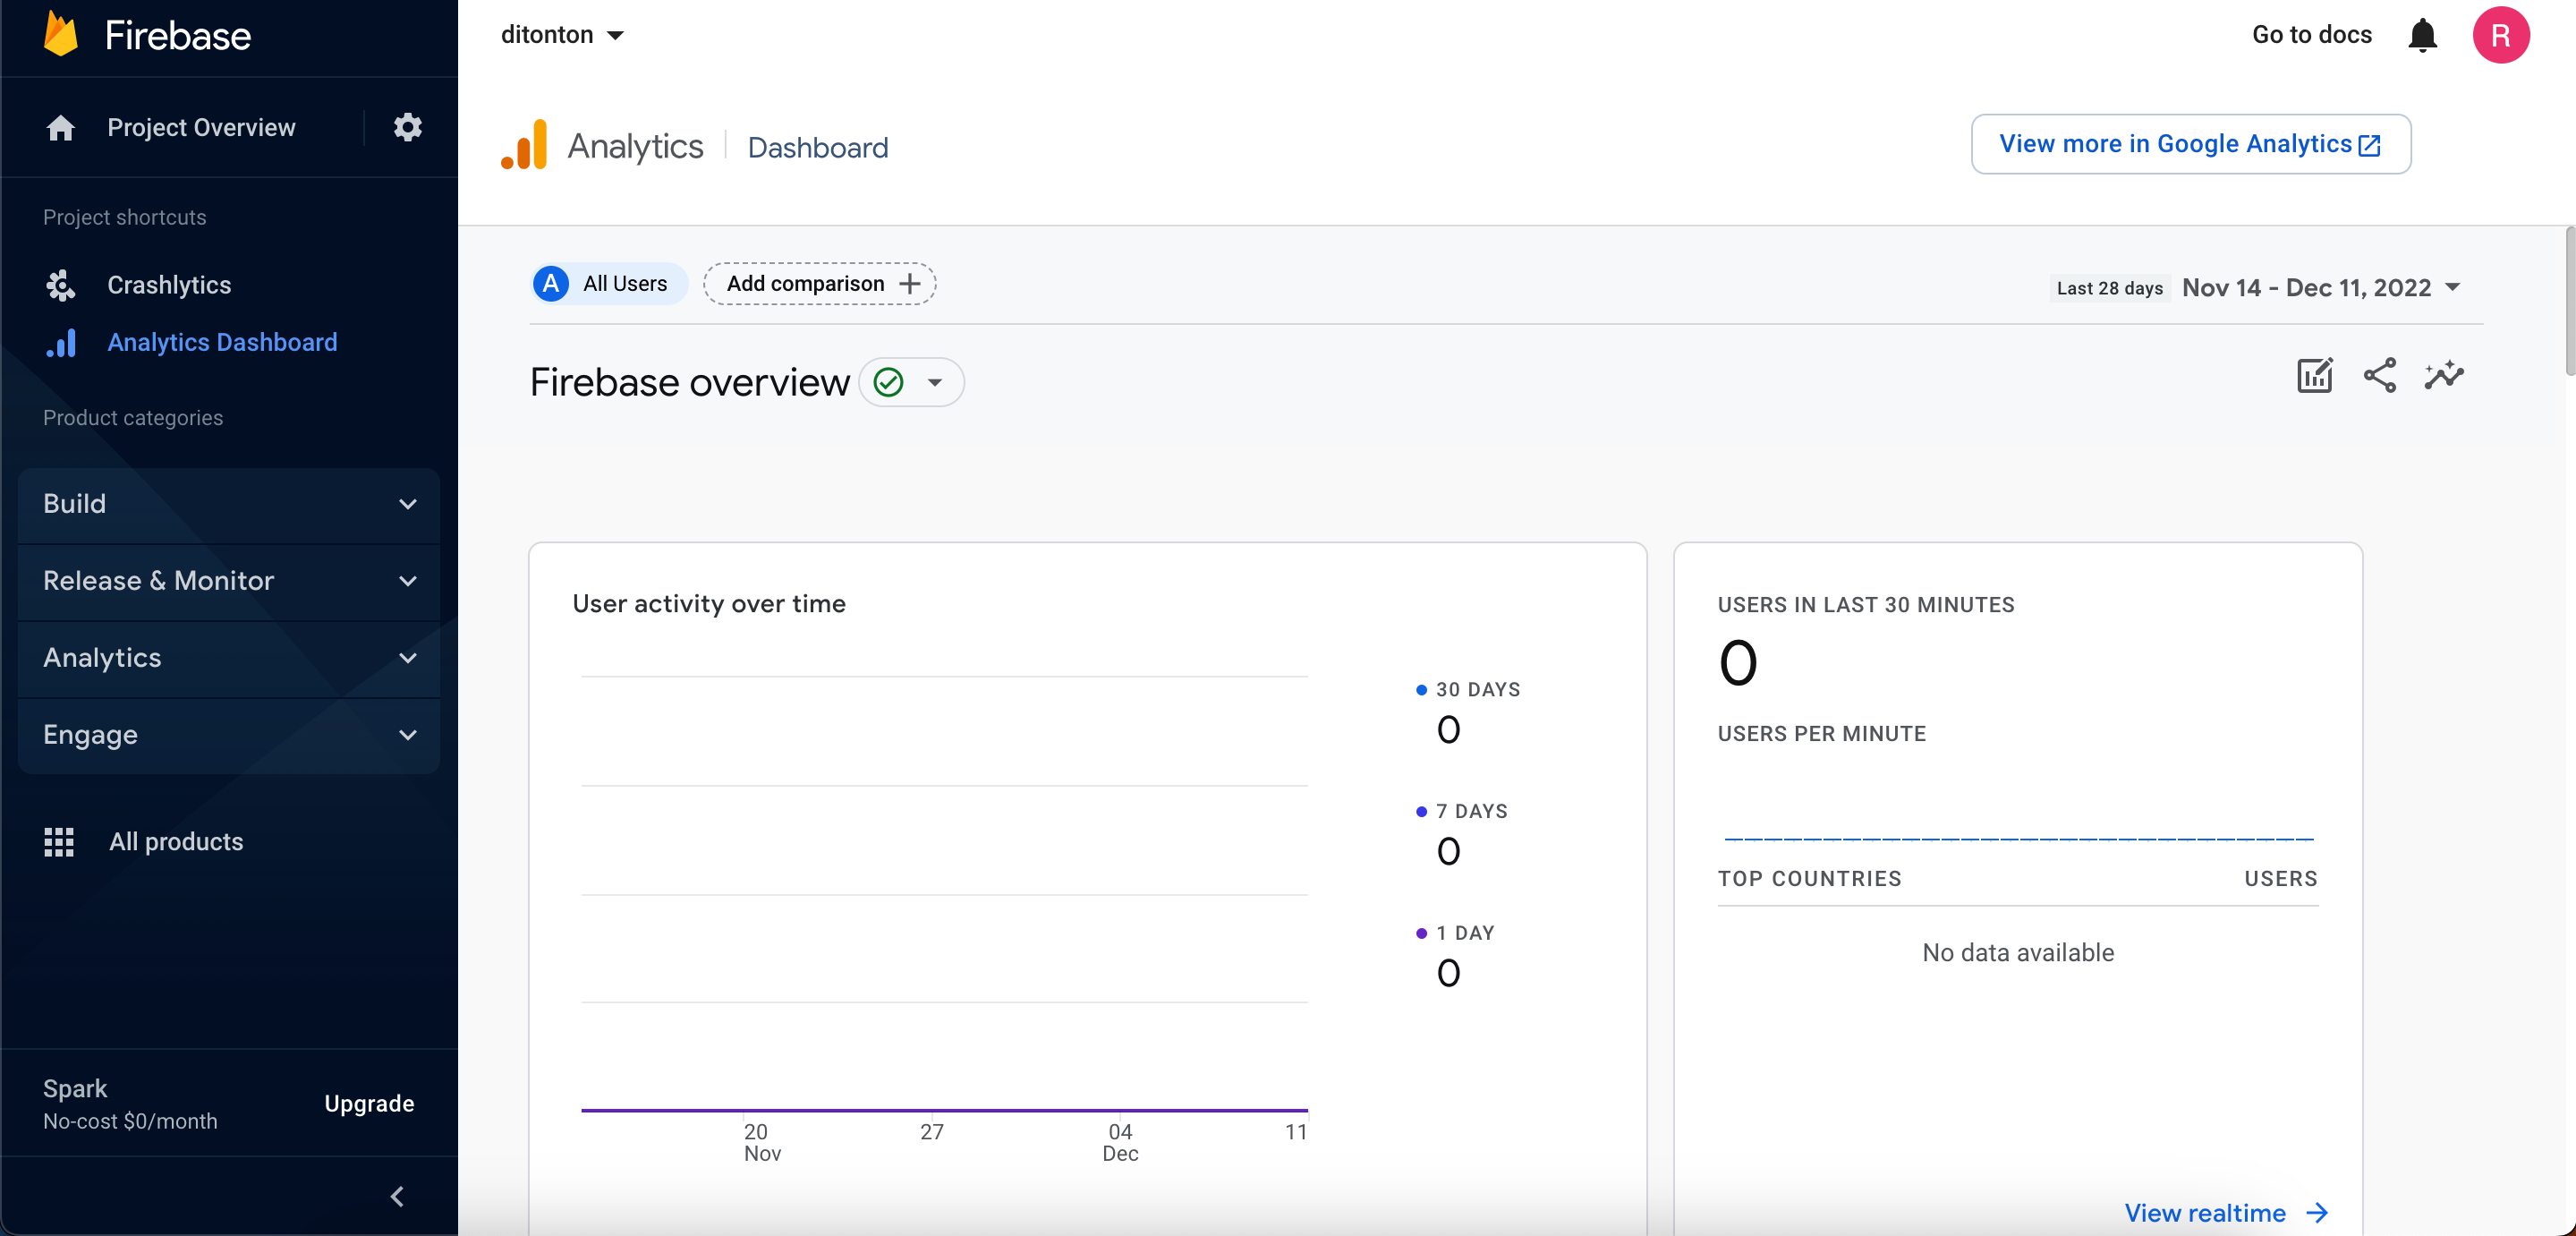 Firebase
ditonton
Go to docs
R
Project Overview
Analytics
Dashboard
View more in Google Analytics
Project shortcuts
Crashlytics
Analytics Dashboard
Product categories
Build
Release & Monitor
Analytics
Engage
All products
Spark
No-cost $0/month
Upgrade
A All Users
Add comparison
Last 28 days Nov 14 - Dec 11, 2022
Firebase overview
User activity over time
30 DAYS
0
7 DAYS
0
1 DAY
0
20 27 04 11
Nov Dec
USERS IN LAST 30 MINUTES
0
USERS PER MINUTE
TOP COUNTRIES USERS
No data available
View realtime